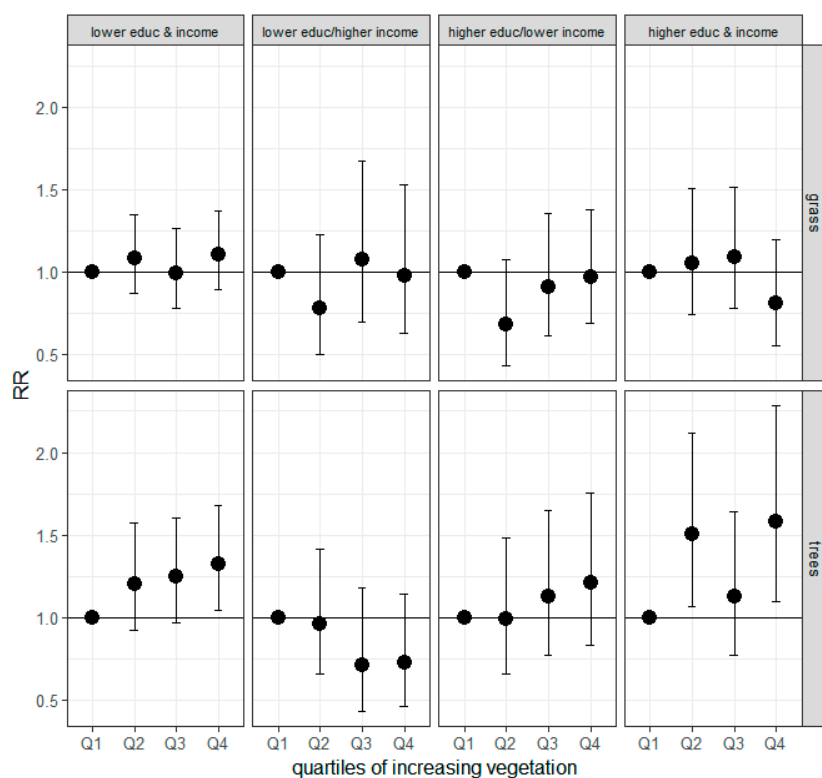 lower educ & income
lower educ/higher income
higher educ/lower income
higher educ & income
2.0
1.5
1.0
0.5
grass
RR
2.0
1.5
1.0
0.5
trees
Q1 Q2 Q3 Q4
Q1 Q2 Q3 Q4
Q1 Q2 Q3 Q4
Q1 Q2 Q3 Q4
quartiles of increasing vegetation